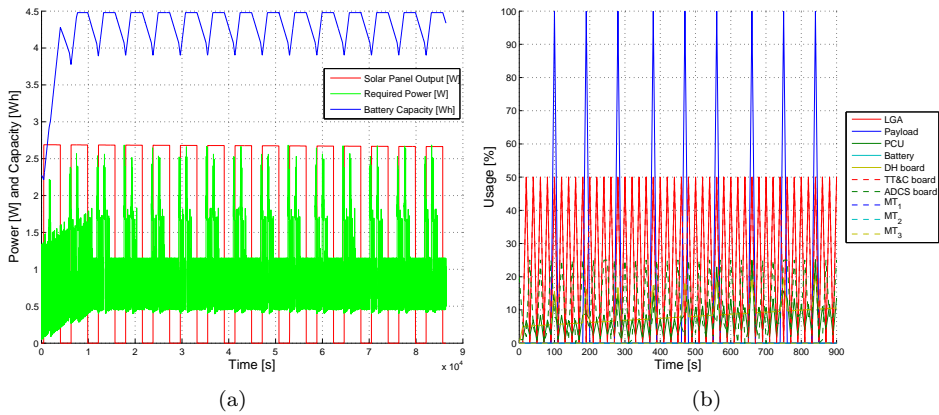 4.5
4
3.5
3
2.5
2
1.5
1
0.5
0
Power [W] and Capacity [Wh]
Solar Panel Output [W]
Required Power [W]
Battery Capacity [Wh]
0 1 2 3 4 5 6 7 8 9
x 10^4
Time [s]
(a)
100
90
80
70
60
50
40
30
20
10
0
Usage [%]
0 100 200 300 400 500 600 700 800 900
Time [s]
LGA
Payload
PCU
Battery
DH board
TT&C board
ADCS board
MT_1
MT_2
MT_3
(b)